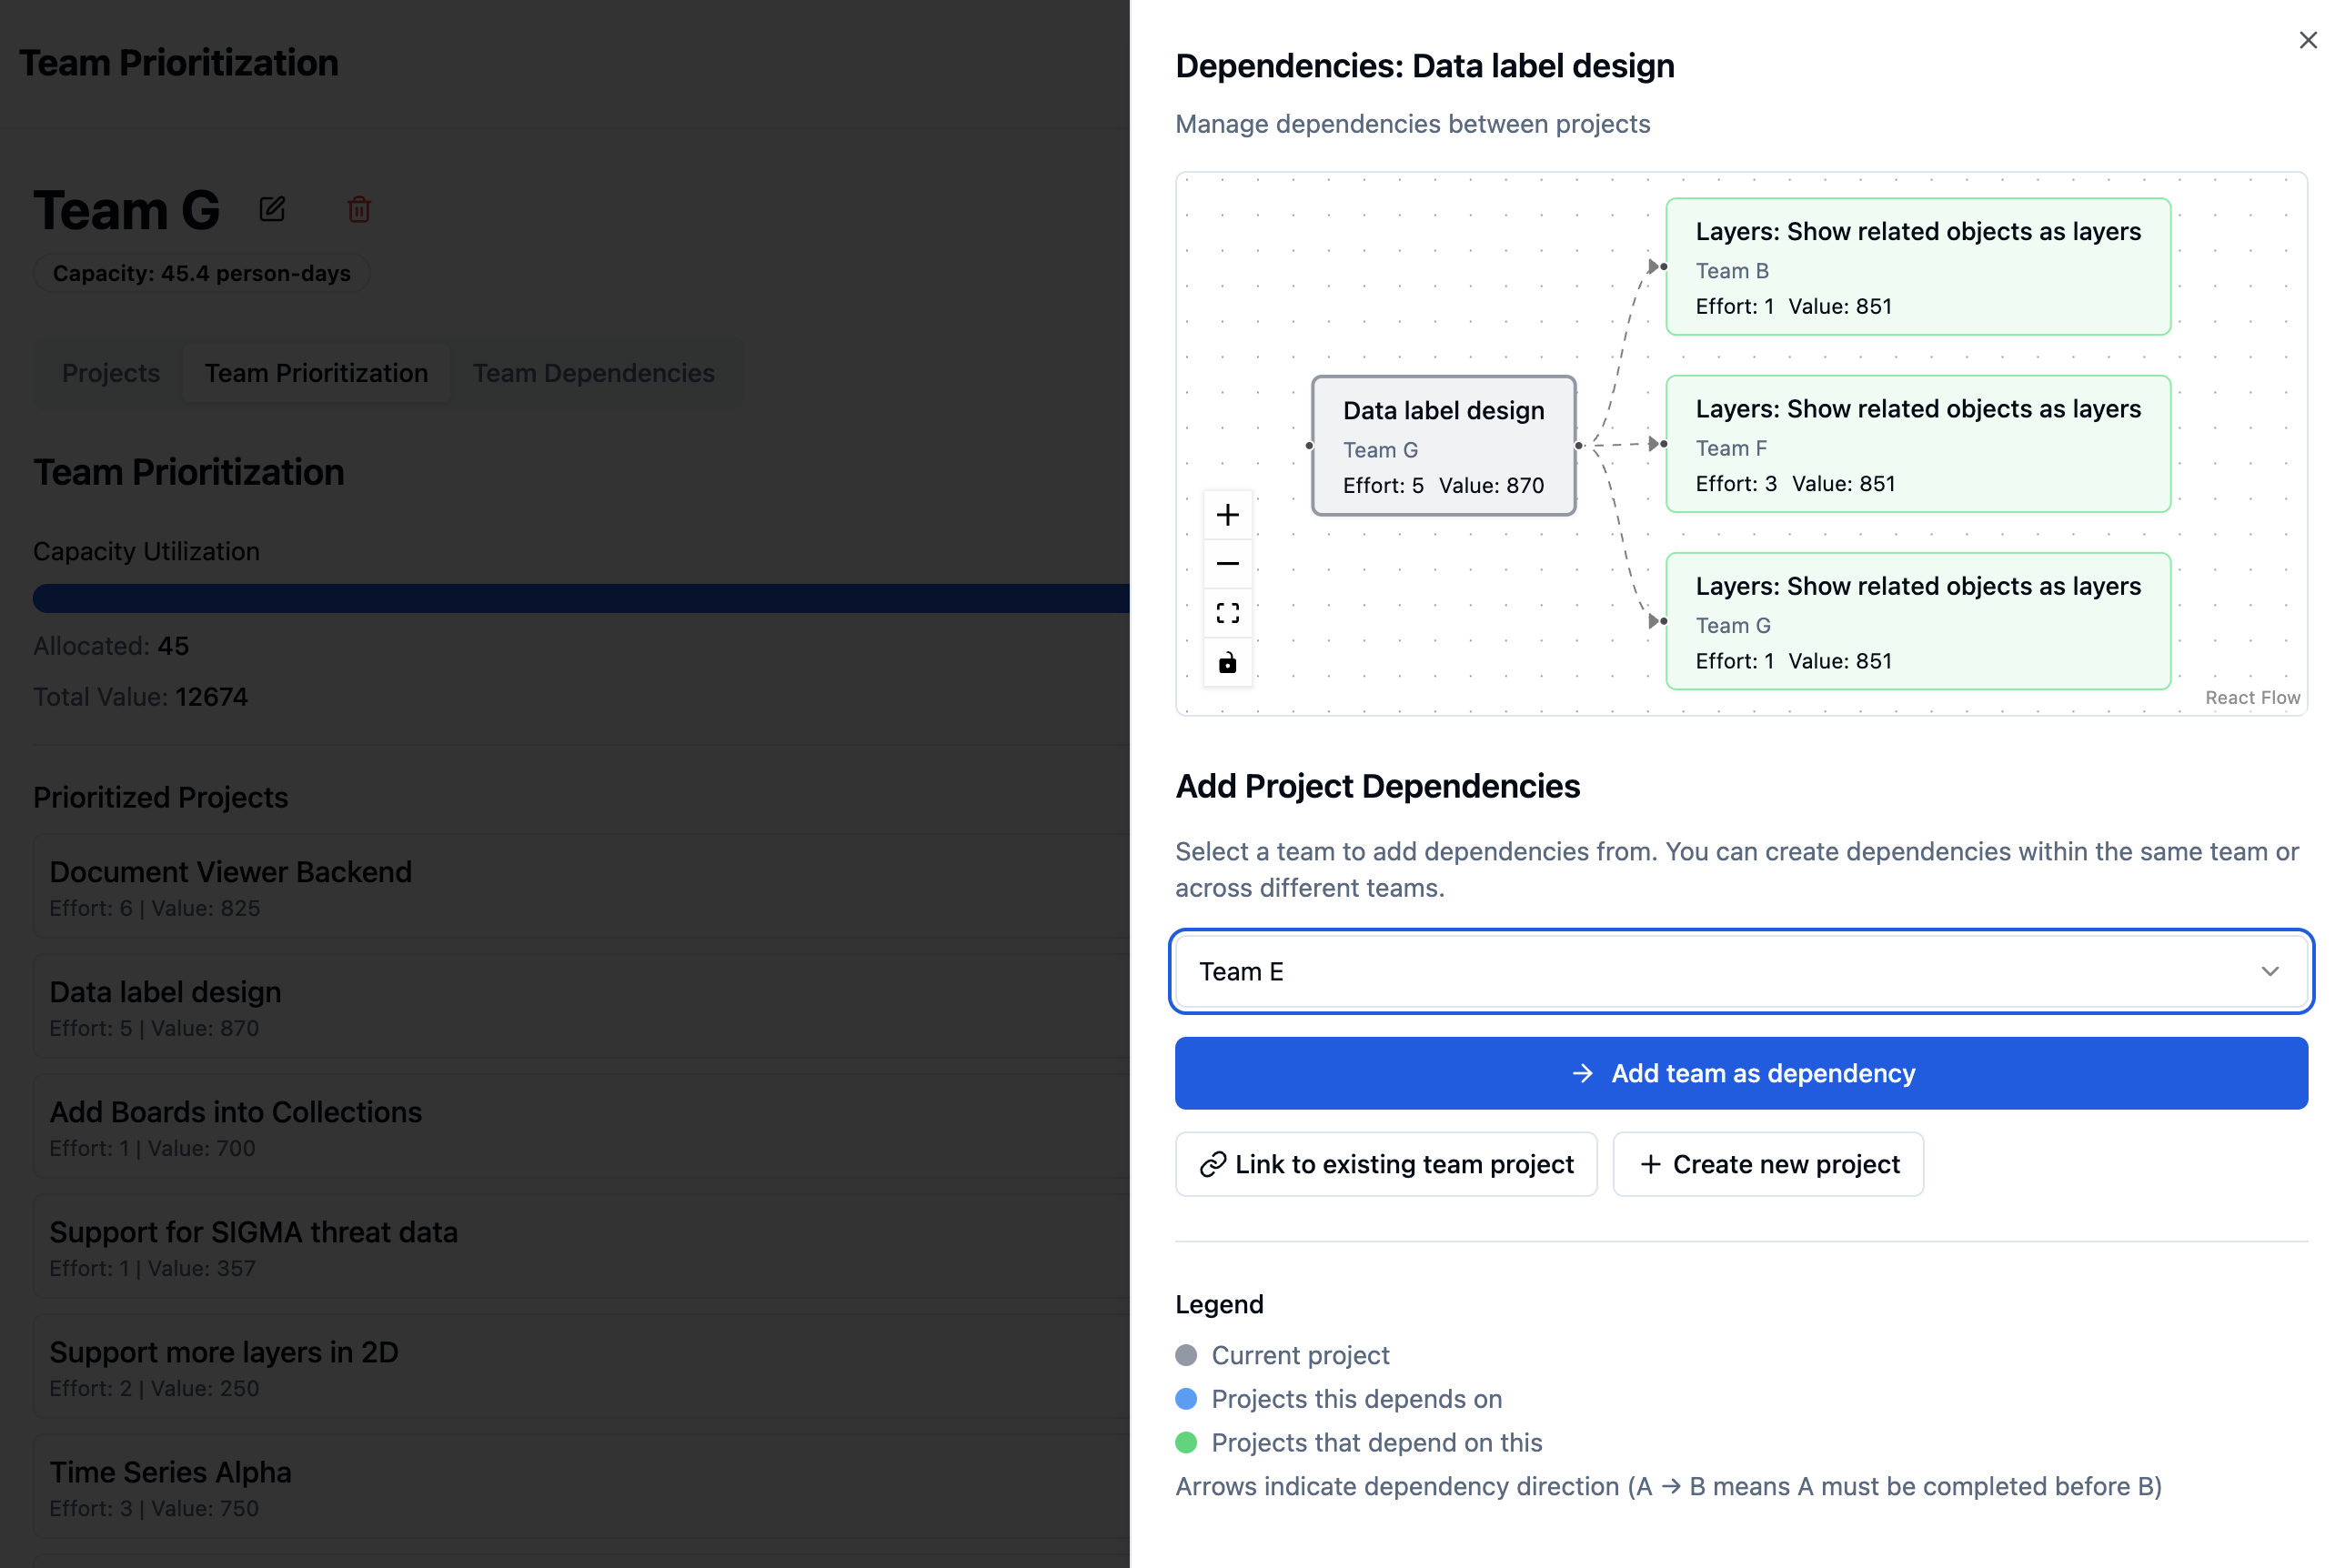 Team Prioritization
Team G
Capacity: 45.4 person-days
Projects
Team Prioritization
Team Dependencies
Team Prioritization
Capacity Utilization
Allocated: 45
Total Value: 12674
Prioritized Projects
Document Viewer Backend
Effort: 6 | Value: 825
Data label design
Effort: 5 | Value: 870
Add Boards into Collections
Effort: 1 | Value: 700
Support for SIGMA threat data
Effort: 1 | Value: 357
Support more layers in 2D
Effort: 2 | Value: 250
Time Series Alpha
Effort: 3 | Value: 750
Dependencies: Data label design
Manage dependencies between projects
Data label design
Team G
Effort: 5 Value: 870
Layers: Show related objects as layers
Team B
Effort: 1 Value: 851
Layers: Show related objects as layers
Team F
Effort: 3 Value: 851
Layers: Show related objects as layers
Team G
Effort: 1 Value: 851
React Flow
Add Project Dependencies
Select a team to add dependencies from. You can create dependencies within the same team or
across different teams.
Team E
→ Add team as dependency
Link to existing team project
+ Create new project
Legend
Current project
Projects this depends on
Projects that depend on this
Arrows indicate dependency direction (A → B means A must be completed before B)